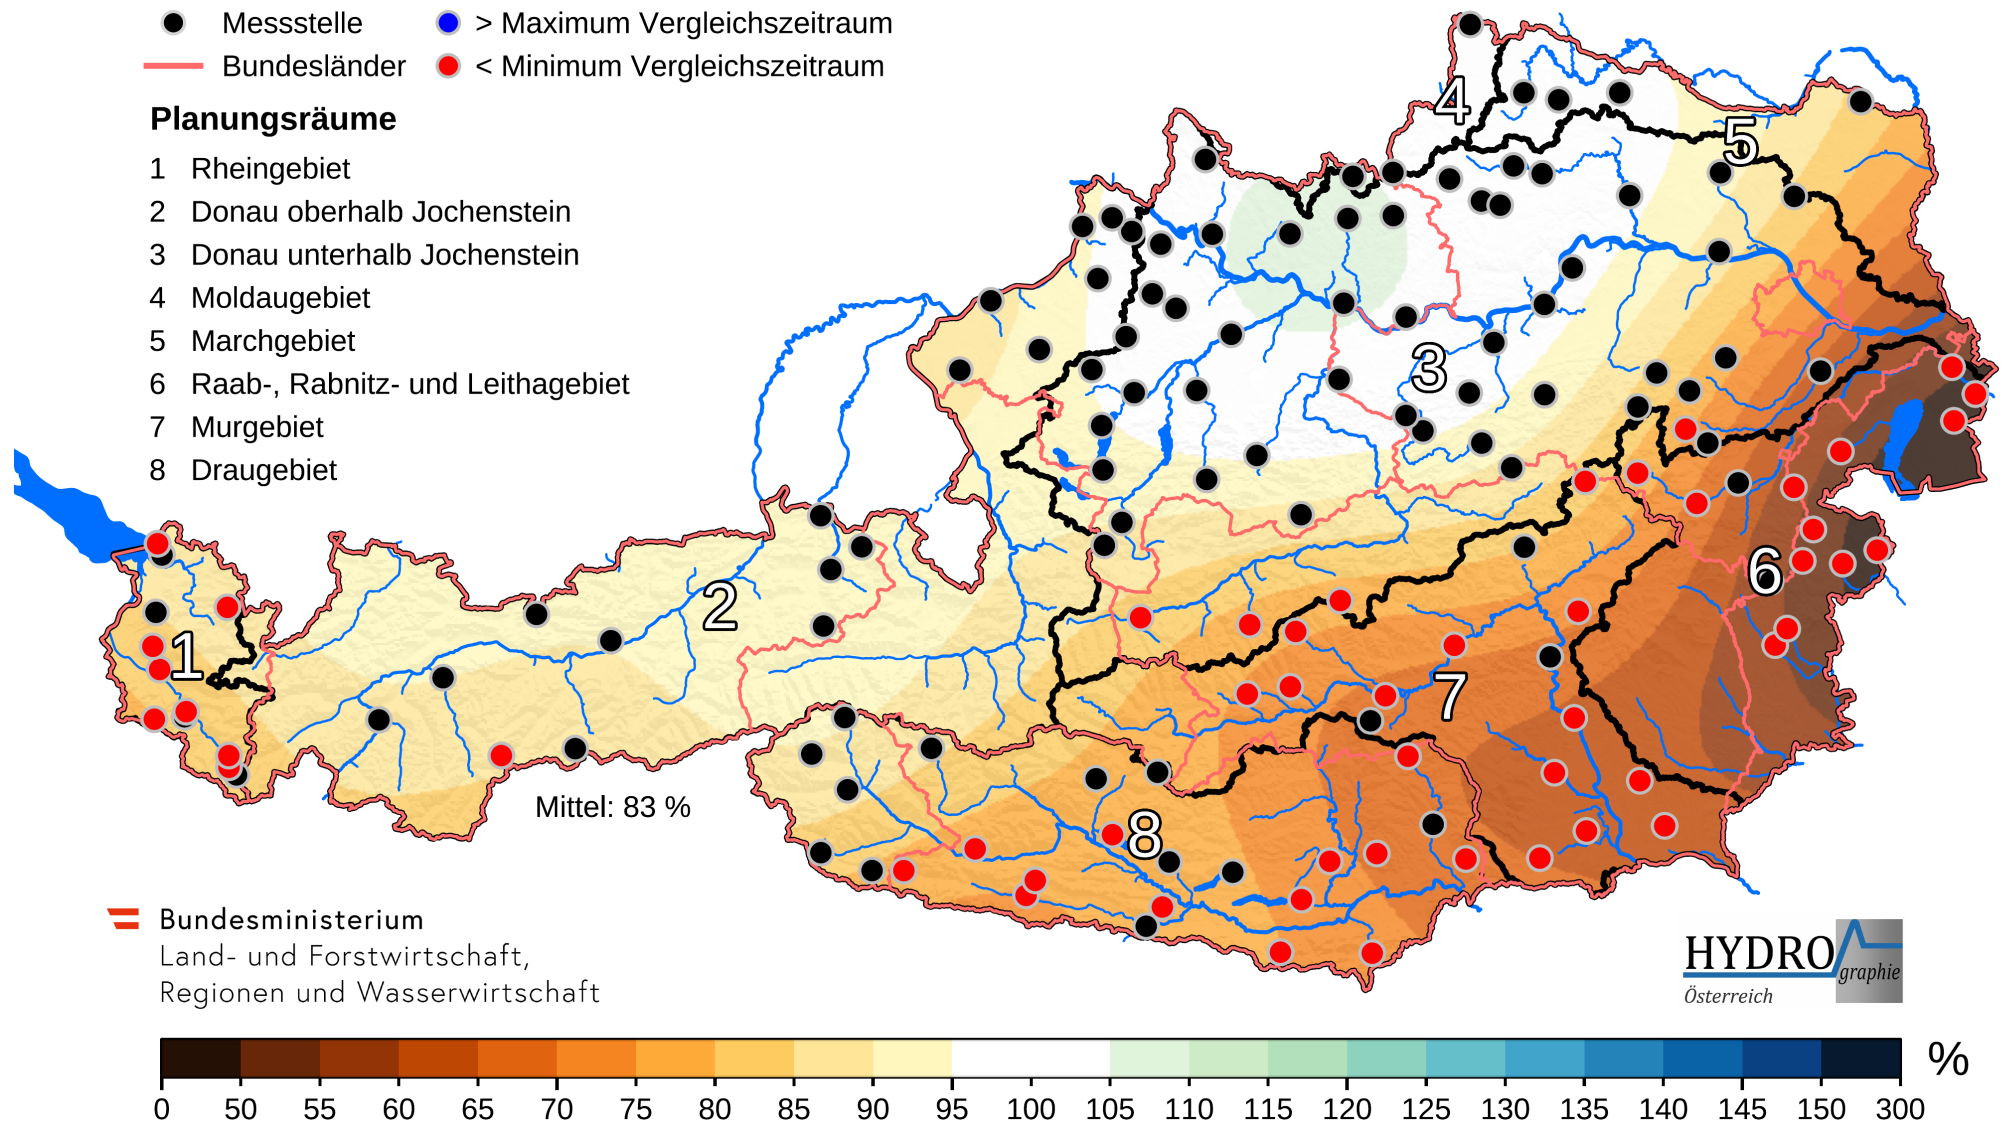 Messstelle
> Maximum Vergleichszeitraum
Bundesländer
< Minimum Vergleichszeitraum
Planungsräume
1 Rheingebiet
2 Donau oberhalb Jochenstein
3 Donau unterhalb Jochenstein
4 Moldaugebiet
5 Marchgebiet
6 Raab-, Rabnitz- und Leithagebiet
7 Murgebiet
8 Draugebiet
4
5
3
6
2
1
7
8
Mittel: 83 %
Bundesministerium
Land- und Forstwirtschaft,
Regionen und Wasserwirtschaft
HYDRO
graphie
Österreich
%
0 50 55 60 65 70 75 80 85 90 95 100 105 110 115 120 125 130 135 140 145 150 300